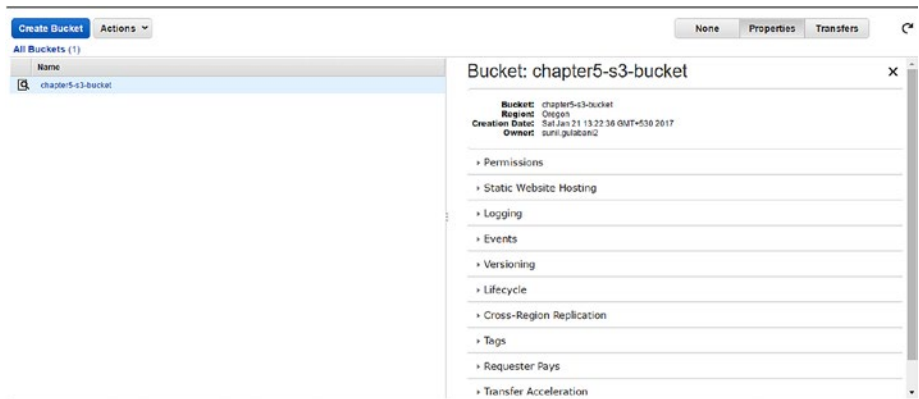 Create Bucket Actions None Properties Transfers
All Buckets (1)
Name
chapter5-s3-bucket
Bucket: chapter5-s3-bucket
Bucket: chapter5-s3-bucket
Region: Oregon
Creation Date: Sat Jan 21 13:22:36 GMT+530 2017
Owner: sunil.gulabani2
Permissions
Static Website Hosting
Logging
Events
Versioning
Lifecycle
Cross-Region Replication
Tags
Requester Pays
Transfer Acceleration